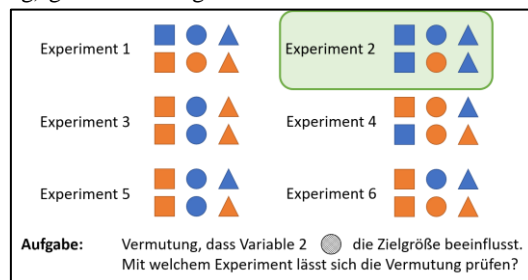 Experiment 1
Experiment 2
Experiment 3
Experiment 4
Experiment 5
Experiment 6
Aufgabe: Vermutung, dass Variable 2 die Zielgröße beeinflusst.
Mit welchem Experiment lässt sich die Vermutung prüfen?